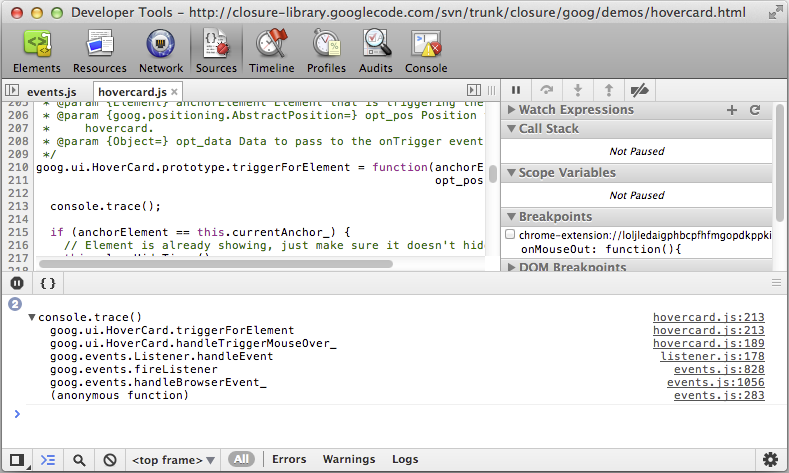 Developer Tools – http://closure-library.googlecode.com/svn/trunk/closure/goog/demos/hovercard.html
Elements Resources Network Sources Timeline Profiles Audits Console
events.js hovercard.js ×
205 * @param {Element} anchorElement Element that is triggering the
206 * @param {goog.positioning.AbstractPosition=} opt_pos Position
207 *     hovercard.
208 * @param {Object=} opt_data Data to pass to the onTrigger event
209 */
210 goog.ui.HoverCard.prototype.triggerForElement = function(anchorE
211 opt_pos
212
213 console.trace();
214
215 if (anchorElement == this.currentAnchor_) {
216 // Element is already showing, just make sure it doesn't hid
217
218
Watch Expressions
Call Stack
Not Paused
Scope Variables
Not Paused
Breakpoints
chrome-extension://loljledaigphbcpfhfmgopdkppki
onMouseOut: function(){
DOM Breakpoints
{}
2
console.trace() hovercard.js:213
goog.ui.HoverCard.triggerForElement hovercard.js:213
goog.ui.HoverCard.handleTriggerMouseOver_ hovercard.js:189
goog.events.Listener.handleEvent listener.js:178
goog.events.fireListener events.js:828
goog.events.handleBrowserEvent_ events.js:1056
(anonymous function) events.js:283
>
<top frame> All Errors Warnings Logs